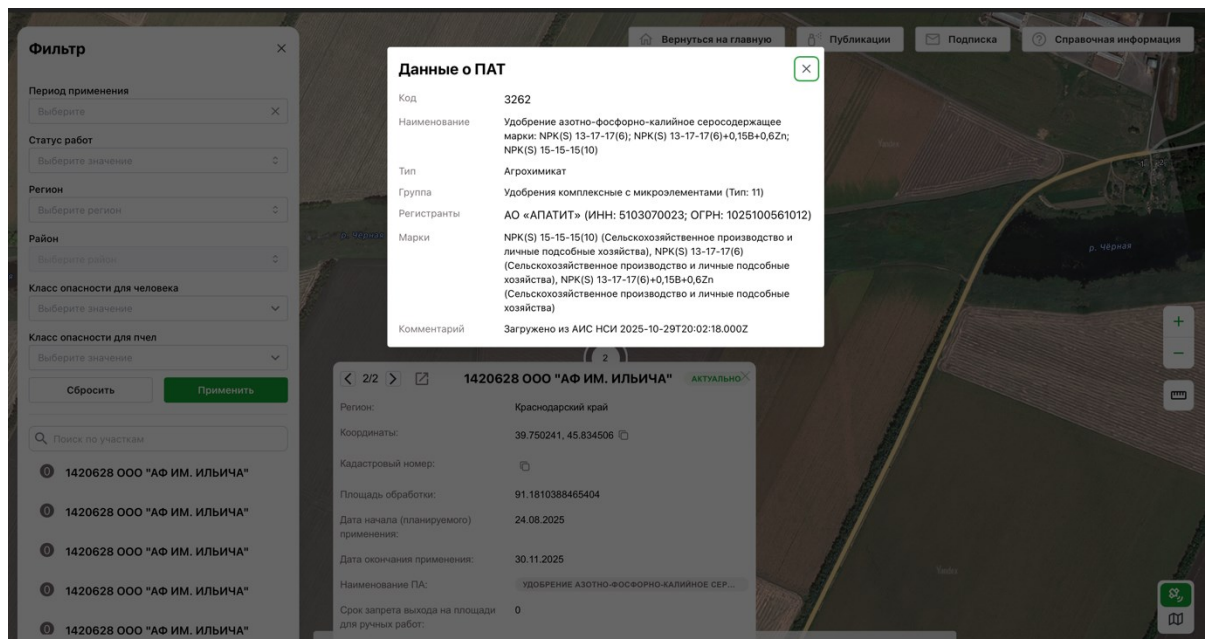 Фильтр
Период применения
Выберите
Статус работ
Выберите значение
Регион
Выберите регион
Район
Выберите район
Класс опасности для человека
Выберите значение
Класс опасности для пчел
Выберите значение
Сбросить
Применить
Поиск по участкам
0 1420628 ООО "АФ ИМ. ИЛЬИЧА"
0 1420628 ООО "АФ ИМ. ИЛЬИЧА"
0 1420628 ООО "АФ ИМ. ИЛЬИЧА"
0 1420628 ООО "АФ ИМ. ИЛЬИЧА"
0 1420628 ООО "АФ ИМ. ИЛЬИЧА"
Вернуться на главную
Публикации
Подписка
Справочная информация
Данные о ПАТ
Код 3262
Наименование Удобрение азотно-фосфорно-калийное серосодержащее
марки: NPK(S) 13-17-17(6); NPK(S) 13-17-17(6)+0,15B+0,6Zn;
NPK(S) 15-15-15(10)
Тип Агрохимикат
Группа Удобрения комплексные с микроэлементами (Тип: 11)
Регистранты АО «АПАТИТ» (ИНН: 5103070023; ОГРН: 1025100561012)
Марки NPK(S) 15-15-15(10) (Сельскохозяйственное производство и
личные подсобные хозяйства), NPK(S) 13-17-17(6)
(Сельскохозяйственное производство и личные подсобные
хозяйства), NPK(S) 13-17-17(6)+0,15B+0,6Zn
(Сельскохозяйственное производство и личные подсобные
хозяйства)
Комментарий Загружено из АИС НСИ 2025-10-29T20:02:18.000Z
2
2/2 1420628 ООО "АФ ИМ. ИЛЬИЧА" АКТУАЛЬНО
Регион: Краснодарский край
Координаты: 39.750241, 45.834506
Кадастровый номер:
Площадь обработки: 91.1810388465404
Дата начала (планируемого) 24.08.2025
применения:
Дата окончания применения: 30.11.2025
Наименование ПА: УДОБРЕНИЕ АЗОТНО-ФОСФОРНО-КАЛИЙНОЕ СЕР...
Срок запрета выхода на площади 0
для ручных работ:
р. Чёрная
р. Чёрная
Yandex
Yandex